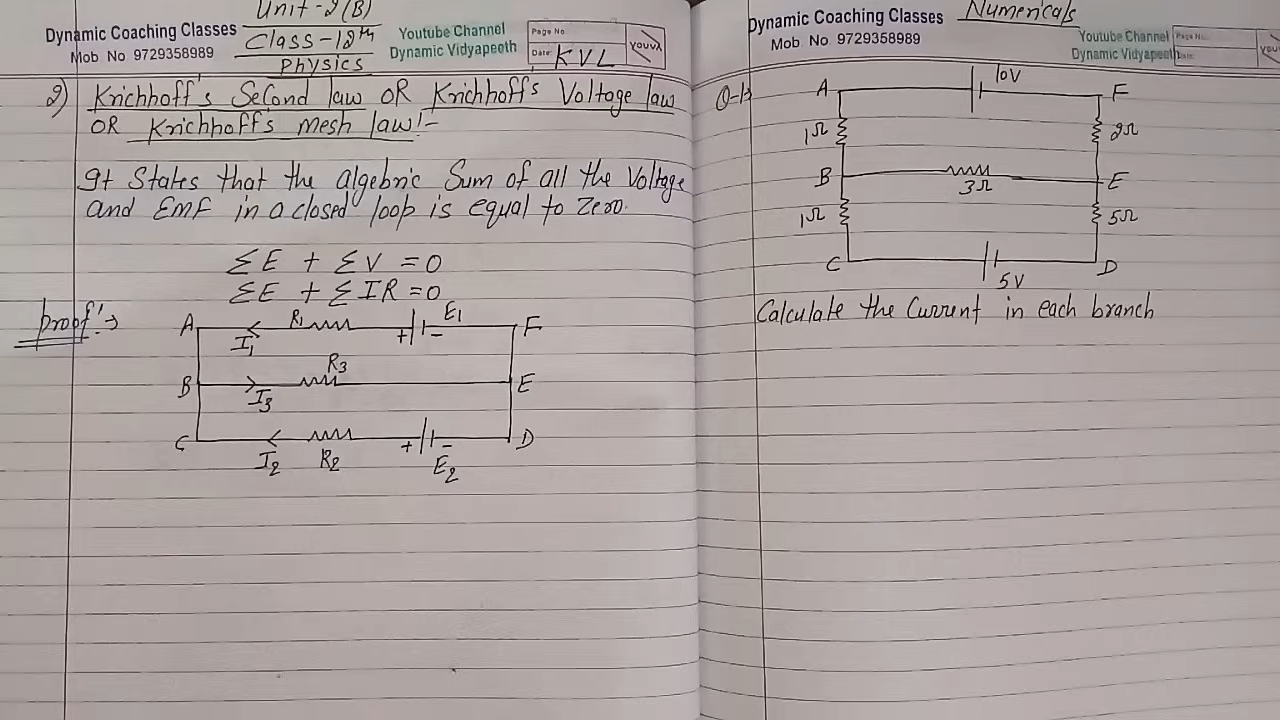 Unit-2(B)
Dynamic Coaching Classes
Mob No 9729358989
Class-12th
Physics
Youtube Channel
Dynamic Vidyapeeth
Page No
Date: KVL
youva
2) Krichhoff's Second law OR Krichhoff's Voltage law
OR Krichhoff's mesh law:-
It States that the algebric Sum of all the Voltage
and EMF in a closed loop is equal to zero.
ΣE + ΣV = 0
ΣE + ΣIR = 0
proof:→
A R1 E1 F
I1 + -
B R3 E
I3
C + - D
I2 R2 E2
Dynamic Coaching Classes
Mob No 9729358989
Numericals
Youtube Channel
Dynamic Vidyapeeth
Page No.
Date:
Q-1)
A 10V F
1Ω 2Ω
B 3Ω E
1Ω 5Ω
C 5V D
Calculate the Current in each branch